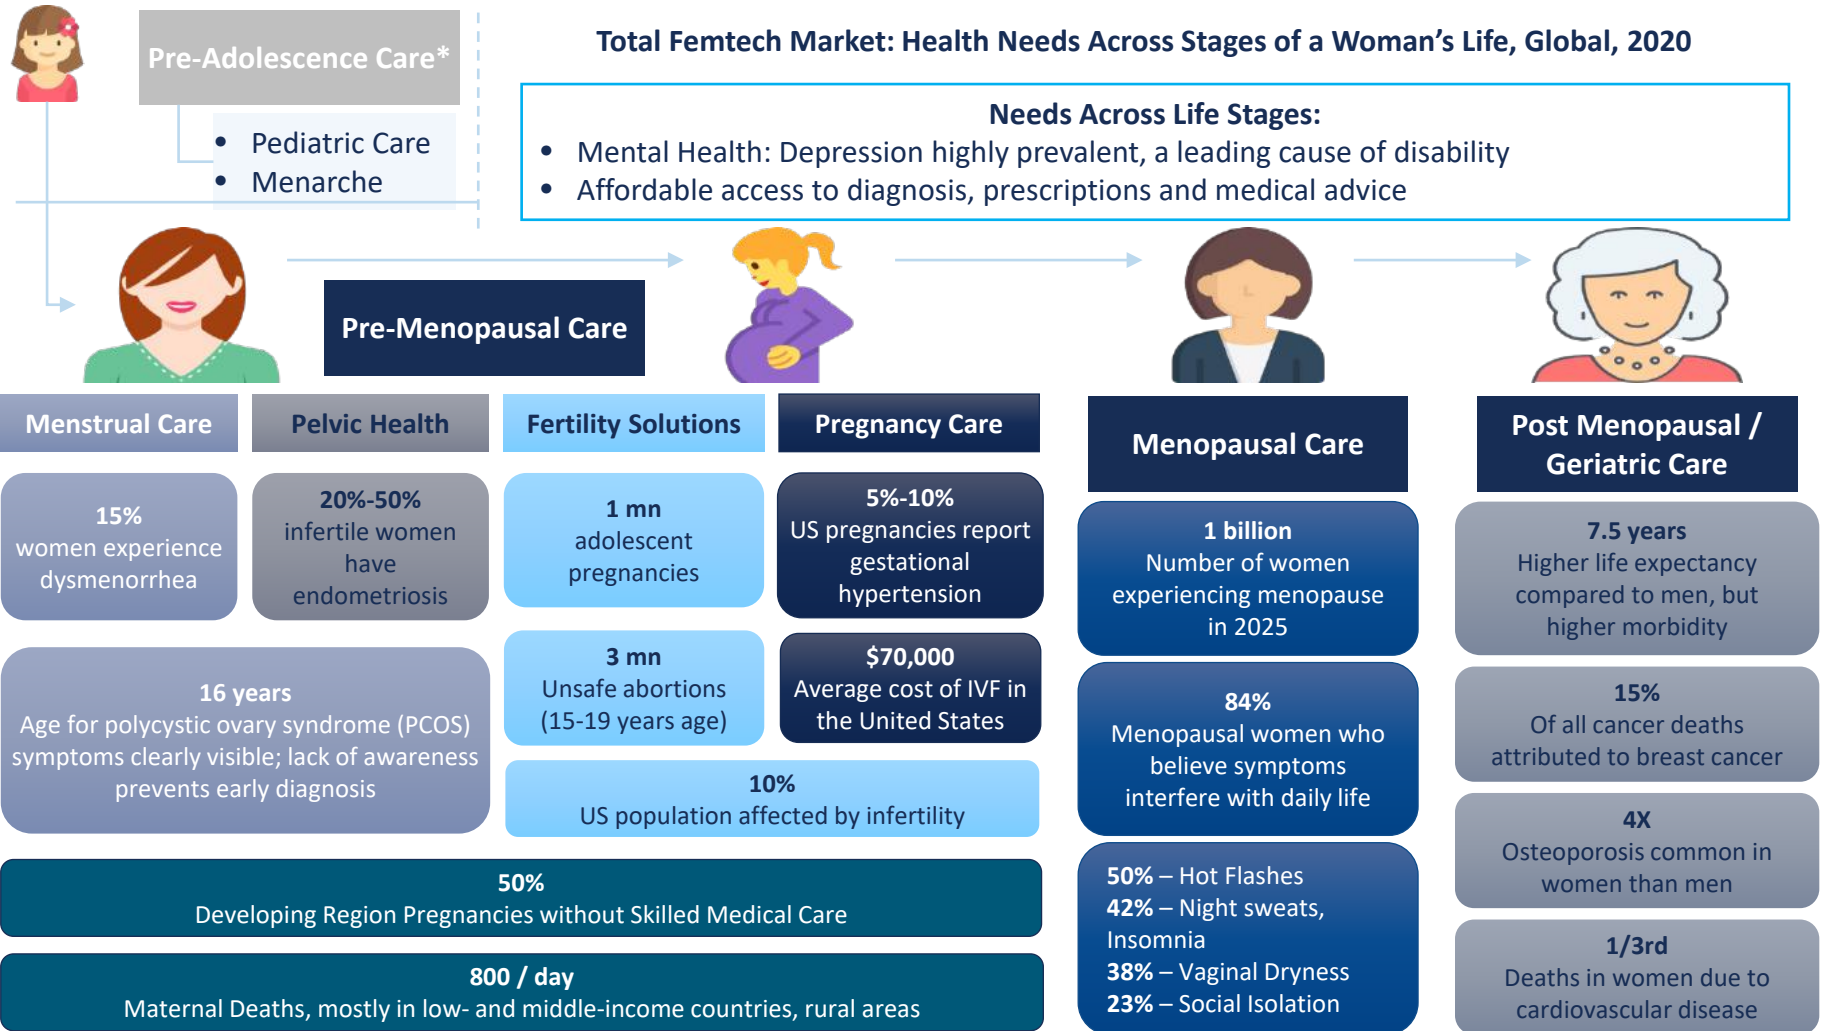 Pre-Adolescence Care*
• Pediatric Care
• Menarche
Total Femtech Market: Health Needs Across Stages of a Woman’s Life, Global, 2020
Needs Across Life Stages:
• Mental Health: Depression highly prevalent, a leading cause of disability
• Affordable access to diagnosis, prescriptions and medical advice
Pre-Menopausal Care
Menstrual Care
15%
women experience
dysmenorrhea
Pelvic Health
20%-50%
infertile women
have
endometriosis
16 years
Age for polycystic ovary syndrome (PCOS)
symptoms clearly visible; lack of awareness
prevents early diagnosis
Fertility Solutions
1 mn
adolescent
pregnancies
3 mn
Unsafe abortions
(15-19 years age)
Pregnancy Care
5%-10%
US pregnancies report
gestational
hypertension
$70,000
Average cost of IVF in
the United States
10%
US population affected by infertility
50%
Developing Region Pregnancies without Skilled Medical Care
800 / day
Maternal Deaths, mostly in low- and middle-income countries, rural areas
Menopausal Care
1 billion
Number of women
experiencing menopause
in 2025
84%
Menopausal women who
believe symptoms
interfere with daily life
50% – Hot Flashes
42% – Night sweats,
Insomnia
38% – Vaginal Dryness
23% – Social Isolation
Post Menopausal /
Geriatric Care
7.5 years
Higher life expectancy
compared to men, but
higher morbidity
15%
Of all cancer deaths
attributed to breast cancer
4X
Osteoporosis common in
women than men
1/3rd
Deaths in women due to
cardiovascular disease